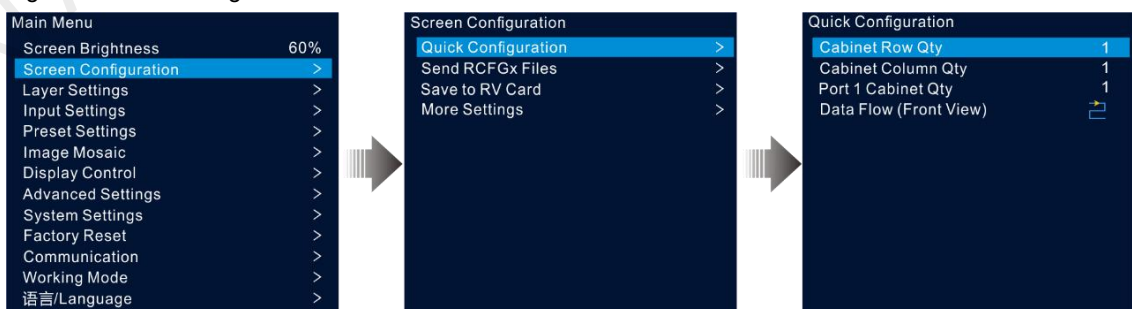 Main Menu
Screen Brightness 60%
Screen Configuration >
Layer Settings >
Input Settings >
Preset Settings >
Image Mosaic >
Display Control >
Advanced Settings >
System Settings >
Factory Reset >
Communication >
Working Mode >
语言/Language >
Screen Configuration
Quick Configuration >
Send RCFGx Files >
Save to RV Card >
More Settings >
Quick Configuration
Cabinet Row Qty 1
Cabinet Column Qty 1
Port 1 Cabinet Qty 1
Data Flow (Front View)